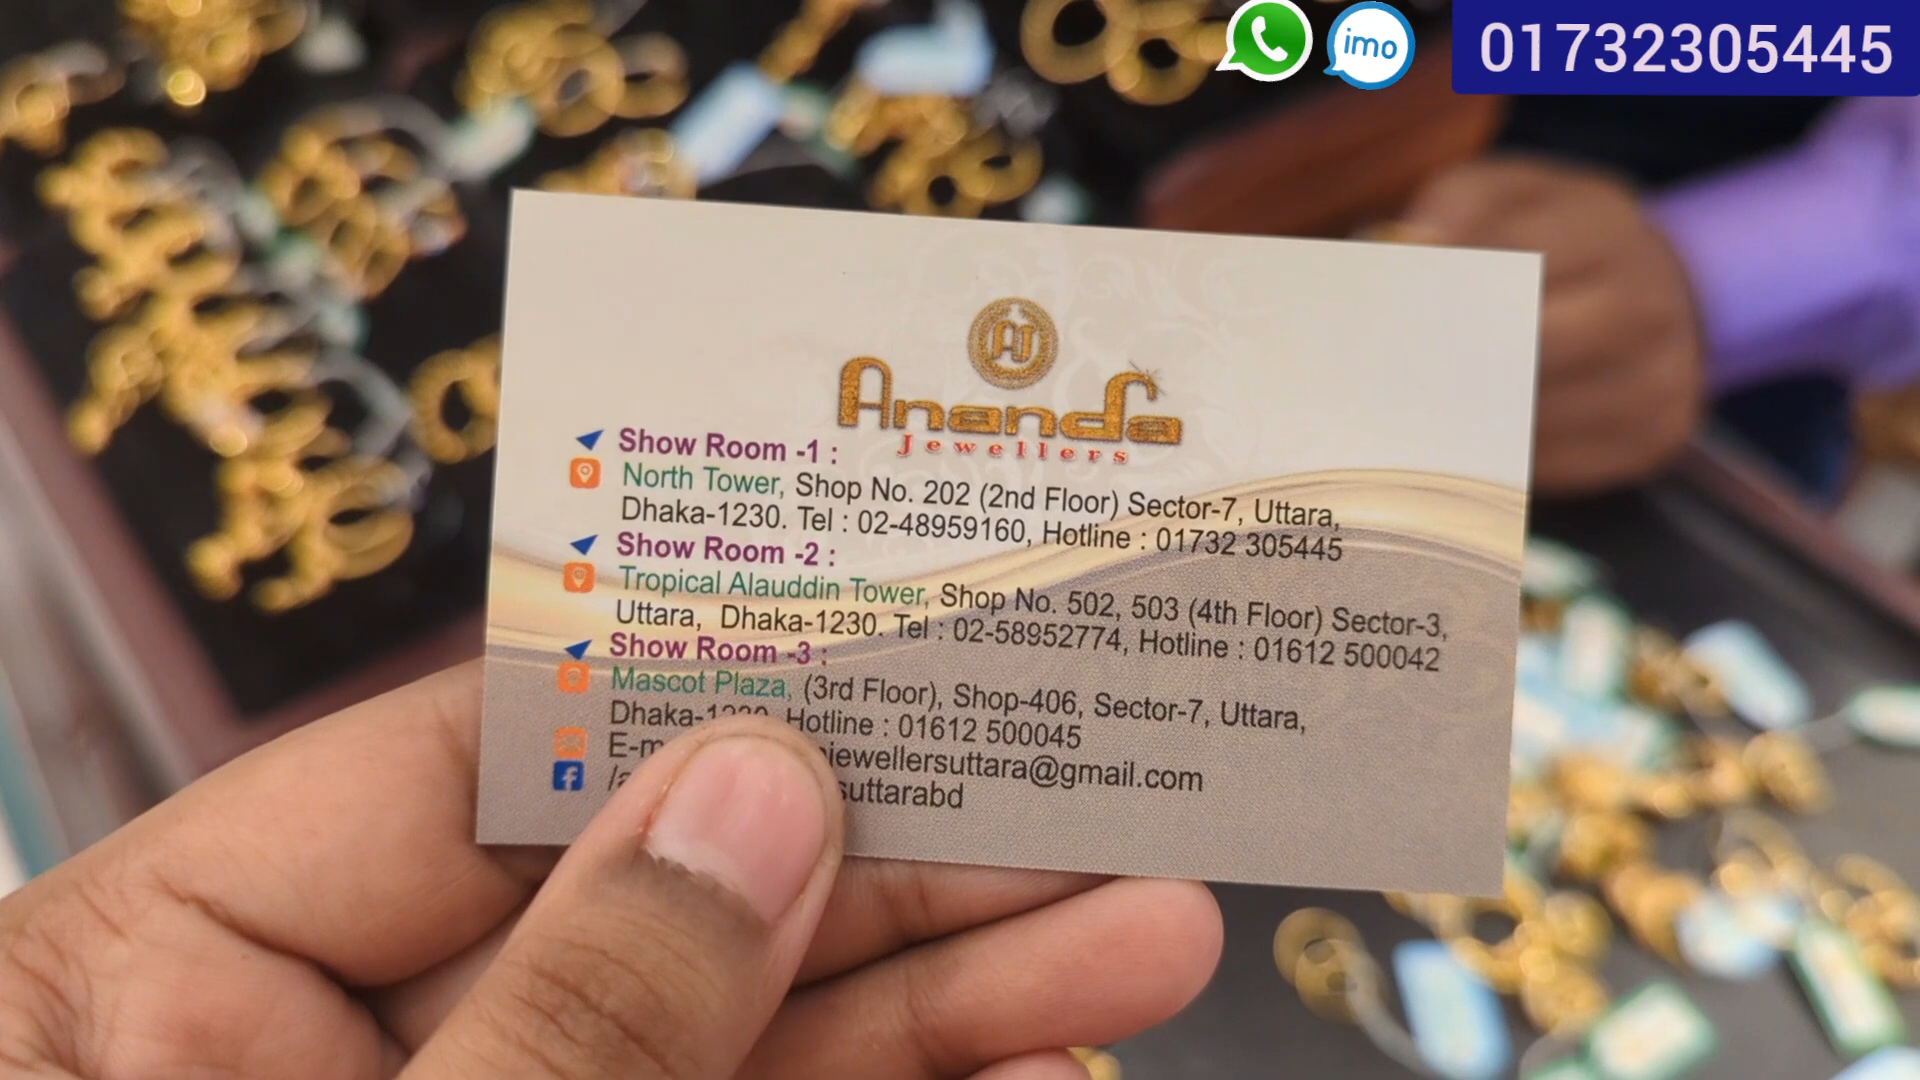 imo
01732305445
AJ
Ananda
Jewellers
Show Room -1 :
North Tower, Shop No. 202 (2nd Floor) Sector-7, Uttara,
Dhaka-1230. Tel : 02-48959160, Hotline : 01732 305445
Show Room -2 :
Tropical Alauddin Tower, Shop No. 502, 503 (4th Floor) Sector-3,
Uttara, Dhaka-1230. Tel : 02-58952774, Hotline : 01612 500042
Show Room -3 :
Mascot Plaza, (3rd Floor), Shop-406, Sector-7, Uttara,
Hotline : 01612 500045
jewellersuttara@gmail.com
suttarabd